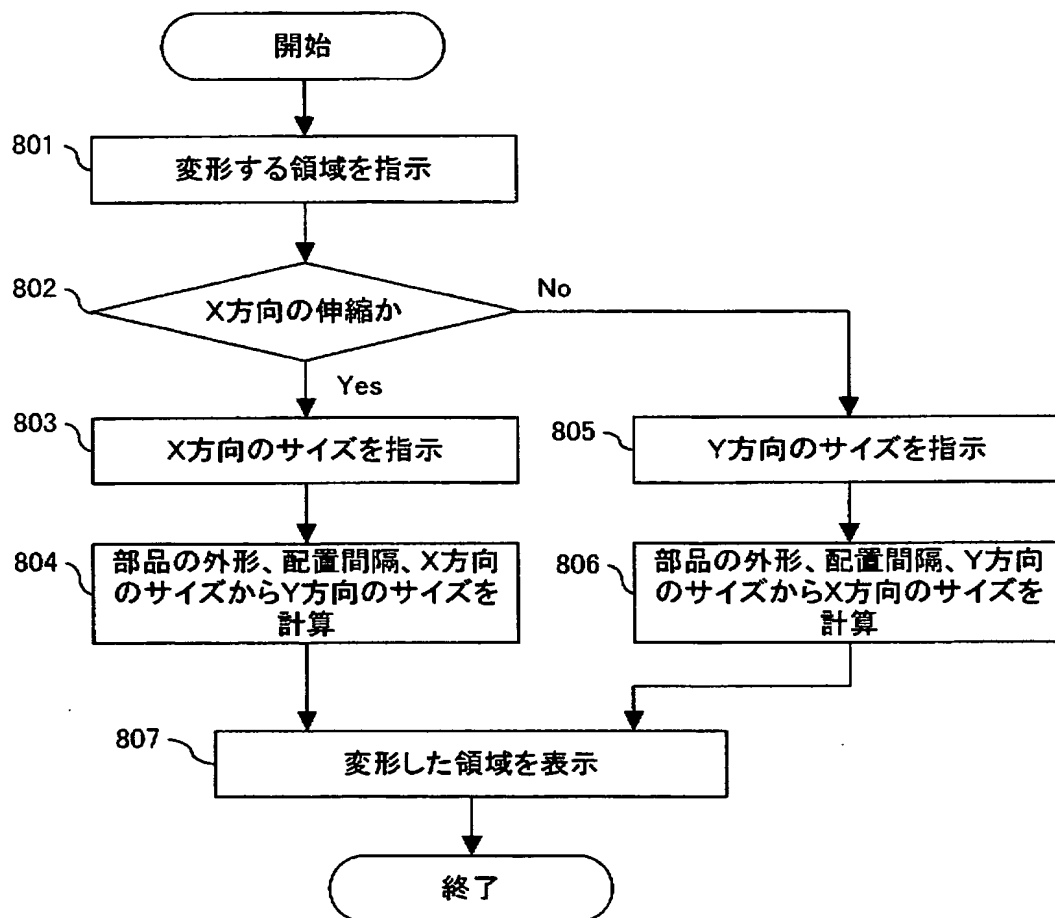 開始
801
変形する領域を指示
802
X方向の伸縮か
No
Yes
803
X方向のサイズを指示
805
Y方向のサイズを指示
804
部品の外形、配置間隔、X方向
のサイズからY方向のサイズを
計算
806
部品の外形、配置間隔、Y方向
のサイズからX方向のサイズを
計算
807
変形した領域を表示
終了